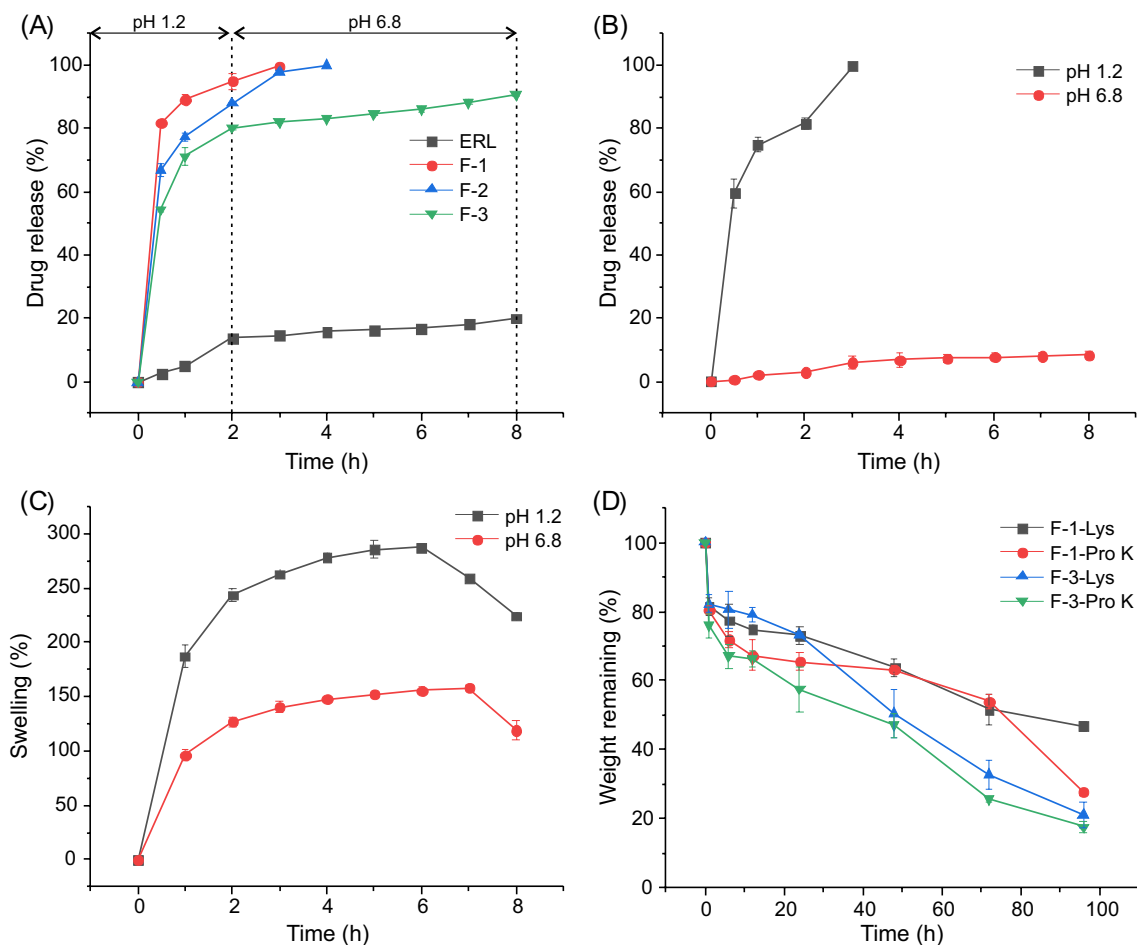 (A)
pH 1.2
pH 6.8
Drug release (%)
100
80
60
40
20
0
ERL
F-1
F-2
F-3
0
2
4
6
8
Time (h)
(B)
Drug release (%)
100
80
60
40
20
0
pH 1.2
pH 6.8
0
1
2
3
4
5
6
7
8
Time (h)
(C)
Swelling (%)
300
250
200
150
100
50
0
pH 1.2
pH 6.8
0
2
4
6
8
Time (h)
(D)
Weight remaining (%)
100
80
60
40
20
0
F-1-Lys
F-1-Pro K
F-3-Lys
F-3-Pro K
0
20
40
60
80
100
Time (h)